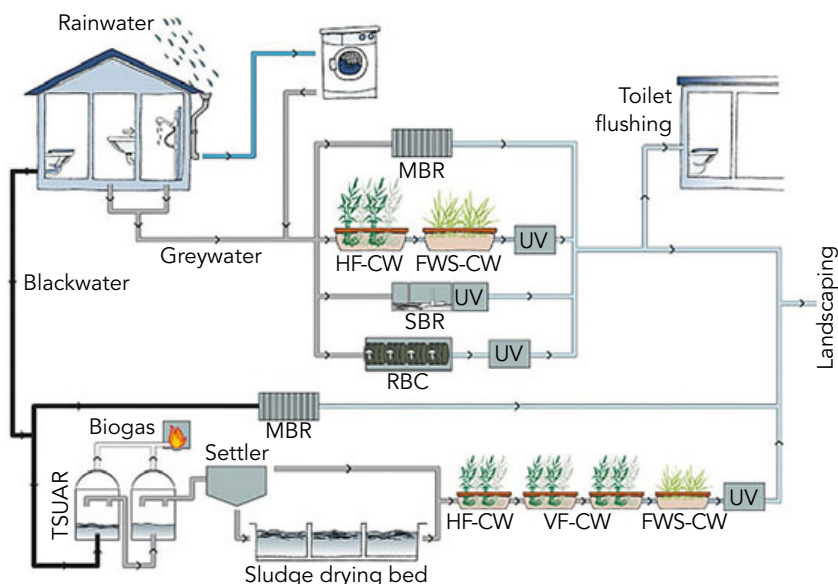 Rainwater
Toilet
flushing
MBR
Greywater
HF-CW
FWS-CW
UV
Blackwater
SBR
UV
Landscaping
RBC
UV
MBR
Biogas
Settler
TSUAR
HF-CW
VF-CW
FWS-CW
UV
Sludge drying bed